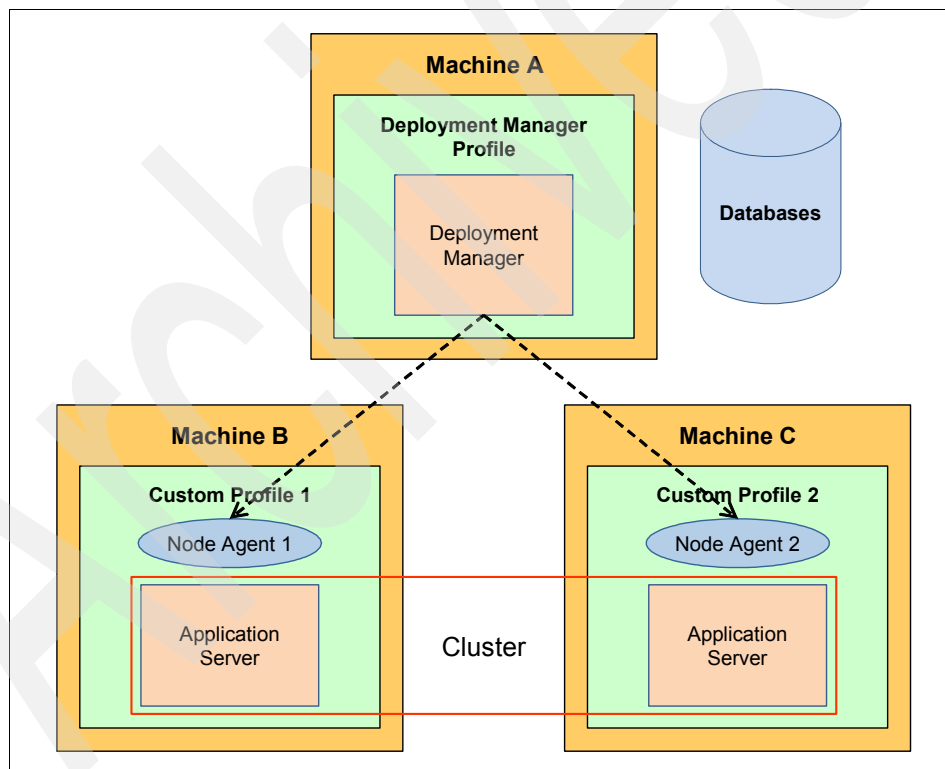 Machine A
Deployment Manager
Profile
Deployment
Manager
Databases
Machine B
Machine C
Custom Profile 1
Custom Profile 2
Node Agent 1
Node Agent 2
Application
Server
Cluster
Application
Server